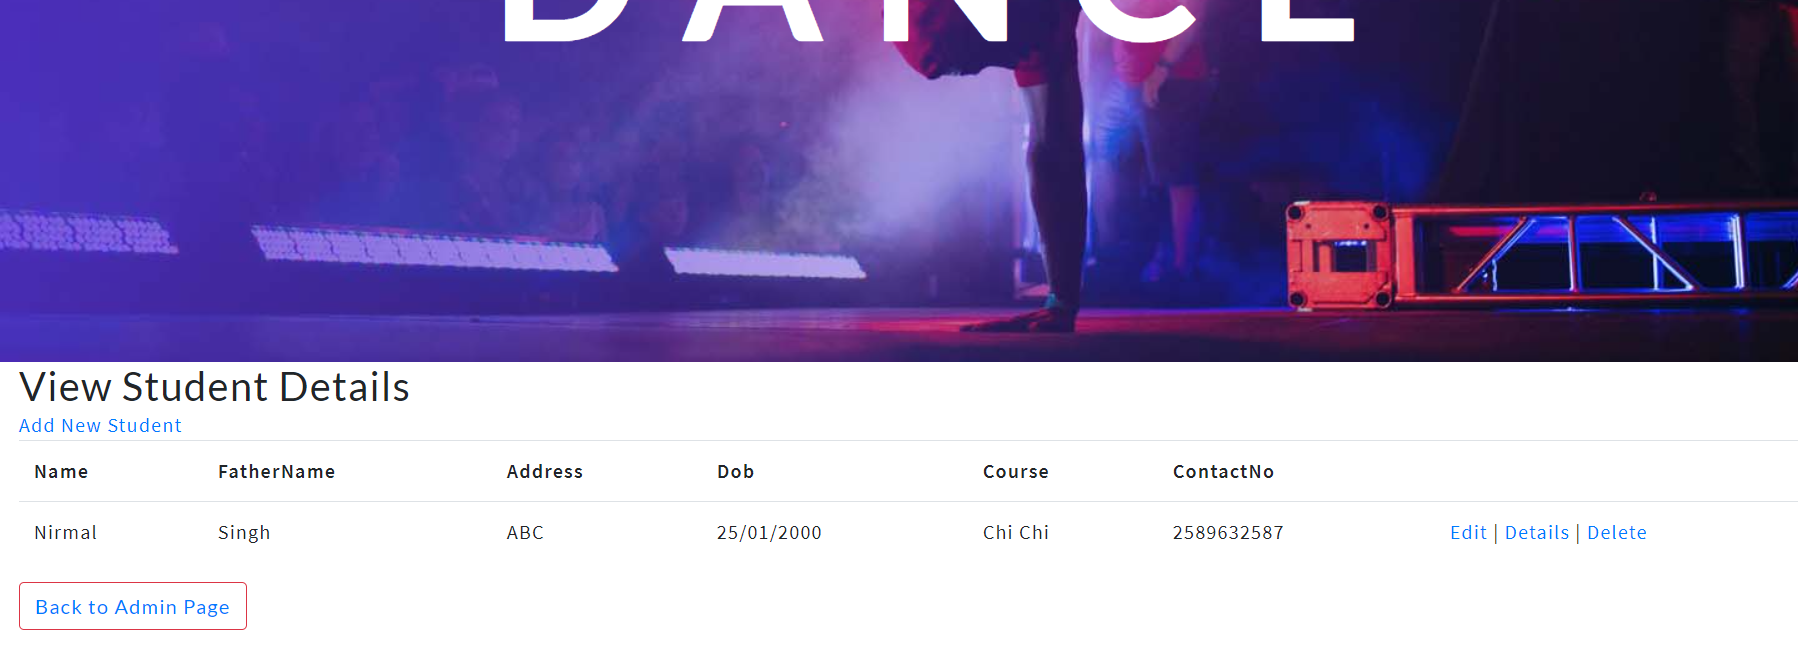 DANCE
View Student Details
Add New Student
Name FatherName Address Dob Course ContactNo
Nirmal Singh ABC 25/01/2000 Chi Chi 2589632587 Edit | Details | Delete
Back to Admin Page